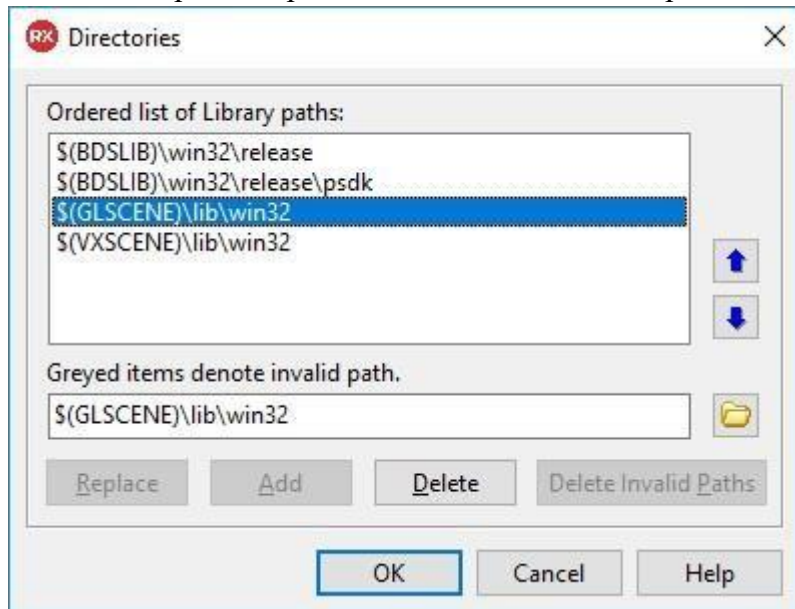 RX Directories
Ordered list of Library paths:
$(BDSLIB)\win32\release
$(BDSLIB)\win32\release\psdk
$(GLSCENE)\lib\win32
$(VXSCENE)\lib\win32
Greyed items denote invalid path.
$(GLSCENE)\lib\win32
Replace Add Delete Delete Invalid Paths
OK Cancel Help